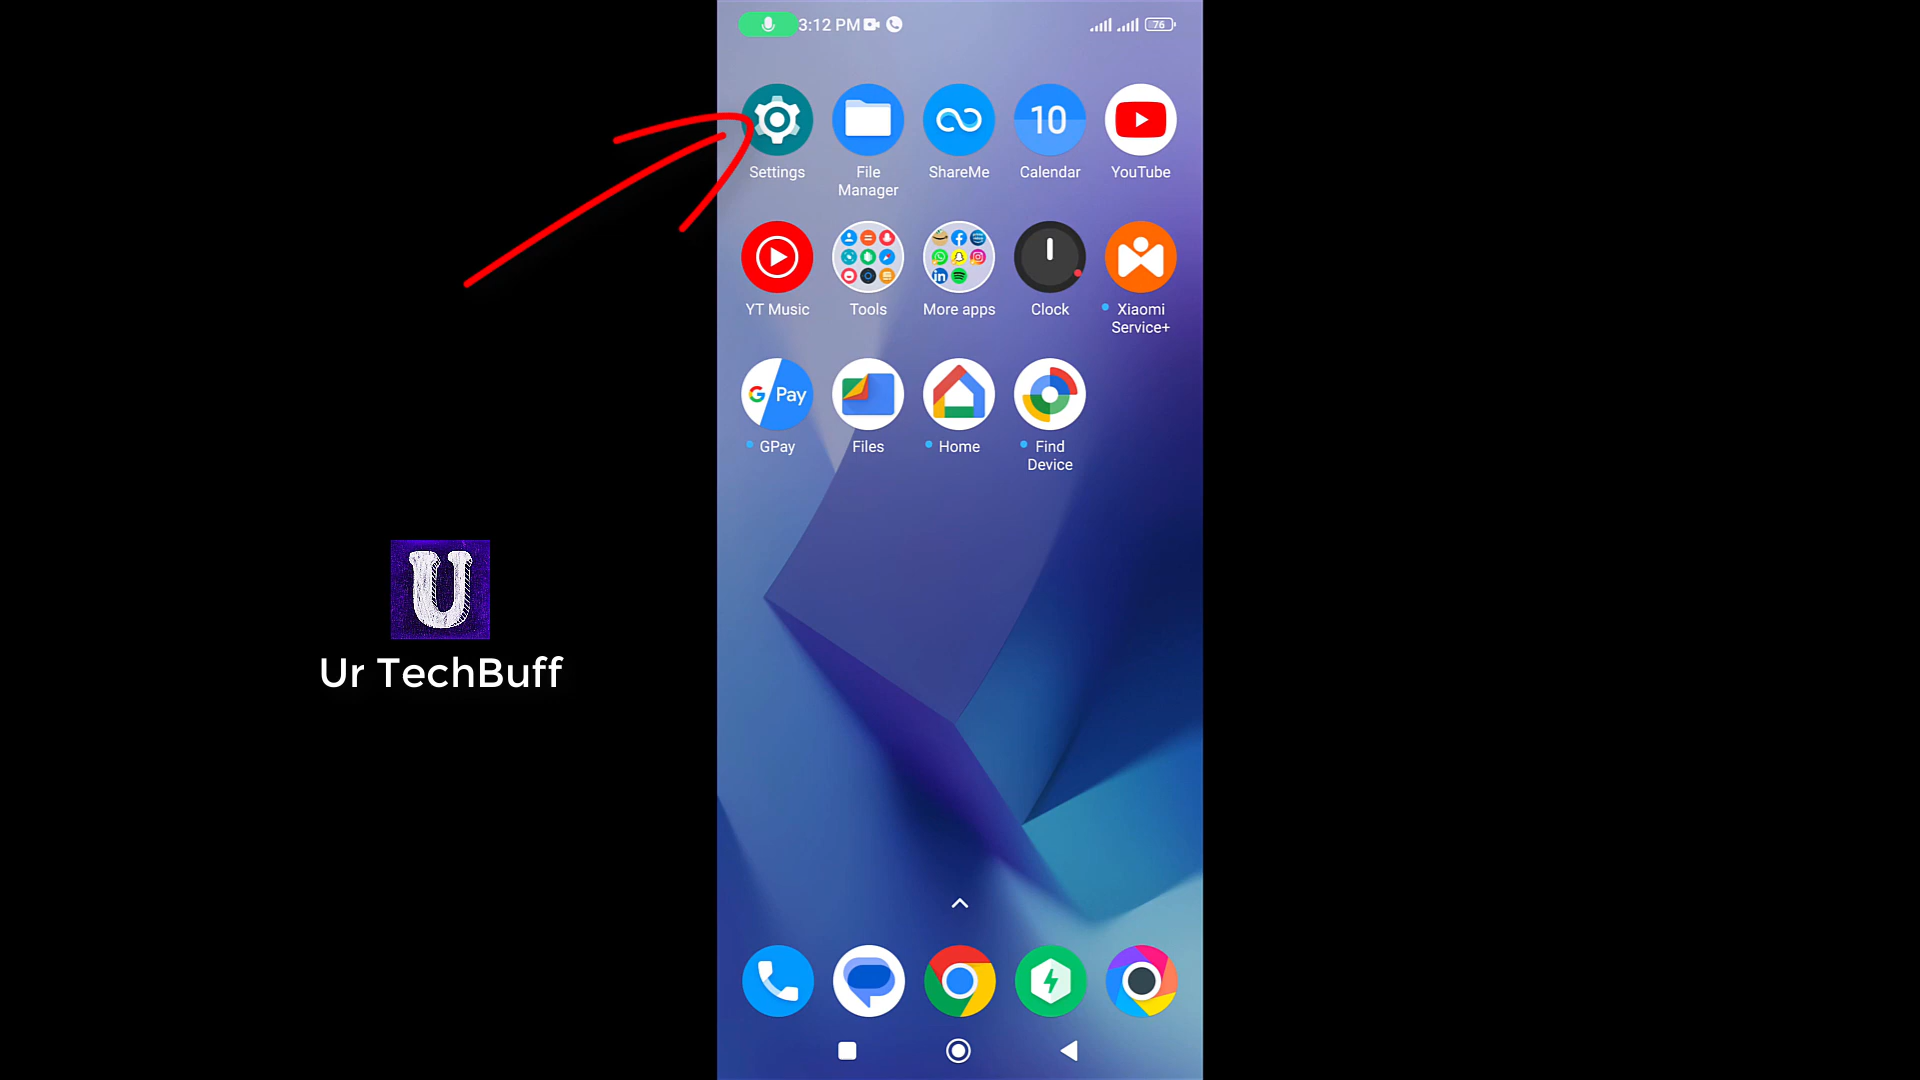 3:12 PM
76
10
Settings
File
Manager
ShareMe
Calendar
YouTube
in
YT Music
Tools
More apps
Clock
Xiaomi
Service+
G Pay
GPay
Files
Home
Find
Device
U
Ur TechBuff